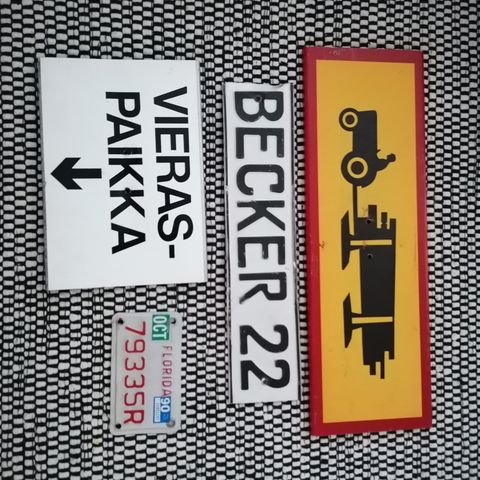 VIERAS-
PAIKKA
BECKER 22
OCT
FLORIDA
90
79335R